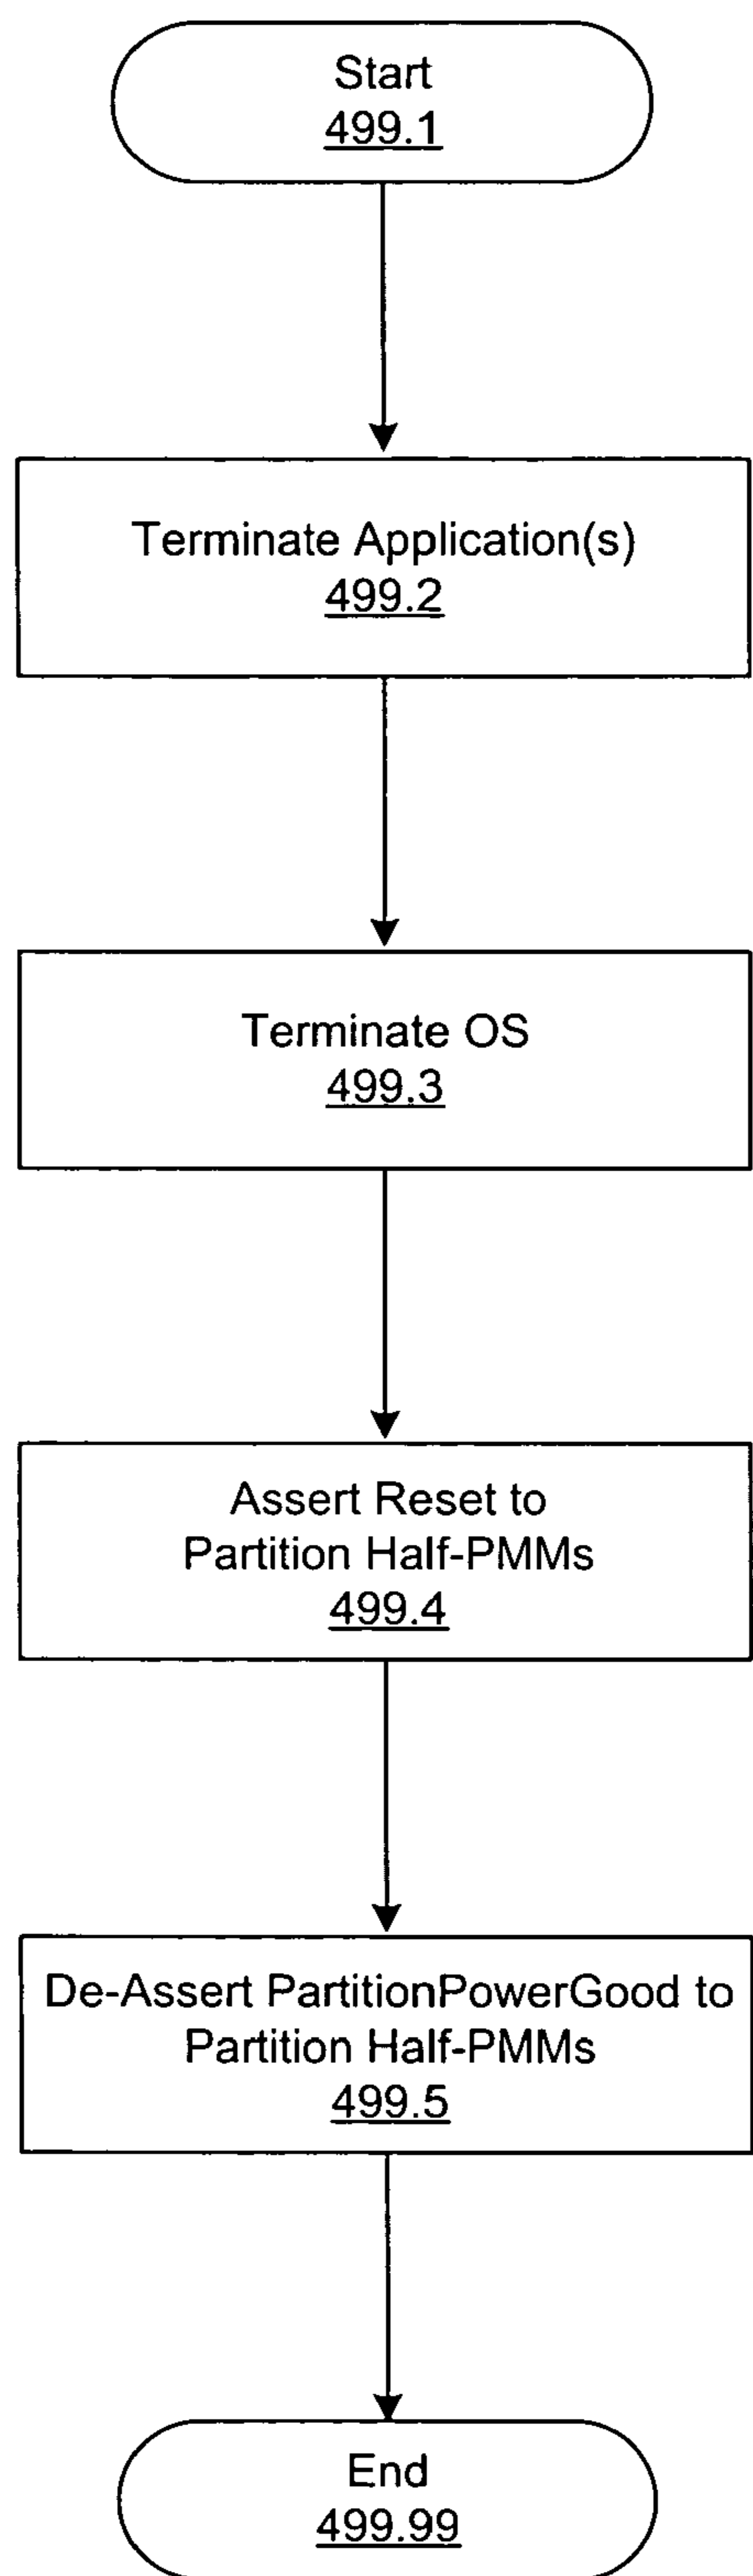 Start
499.1
Terminate Application(s)
499.2
Terminate OS
499.3
Assert Reset to
Partition Half-PMMs
499.4
De-Assert PartitionPowerGood to
Partition Half-PMMs
499.5
End
499.99